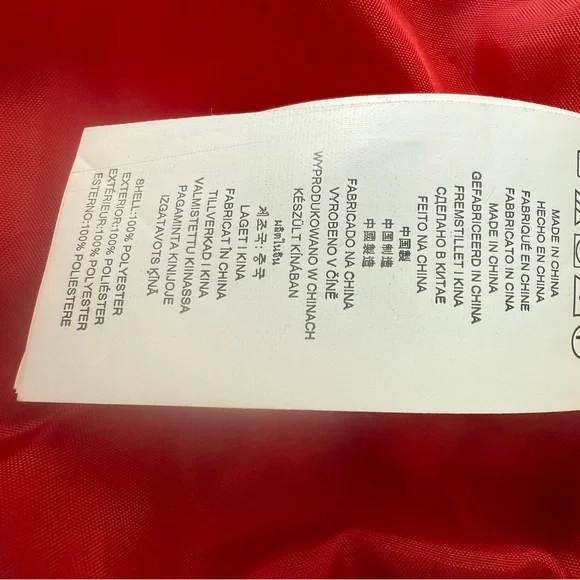 MADE IN CHINA
HECHO EN CHINA
FABRIQUÉ EN CHINE
FABBRICATO IN CINA
MADE IN CHINA
GEFABRICEERD IN CHINA
FREMSTILLET I KINA
СДЕЛАНО В КИТАЕ
FEITO NA CHINA
中国製
中国制造
中國製造
FABRICADO NA CHINA
VYROBENO V ČÍNĚ
WYPRODUKOWANO W CHINACH
KÉSZÜLT KÍNÁBAN
ผลิตในจีน
제조국: 중국
LAGET I KINA
FABRICAT ÎN CHINA
TILLVERKAD I KINA
VALMISTETTU KIINASSA
PAGAMINTA KINIJOJE
IZGATAVOTS ĶĪNĀ
SHELL:100% POLYESTER
EXTERIOR:100% POLYESTER
EXTÉRIEUR:100% POLIÉSTER
ESTERNO:100% POLIESTERE